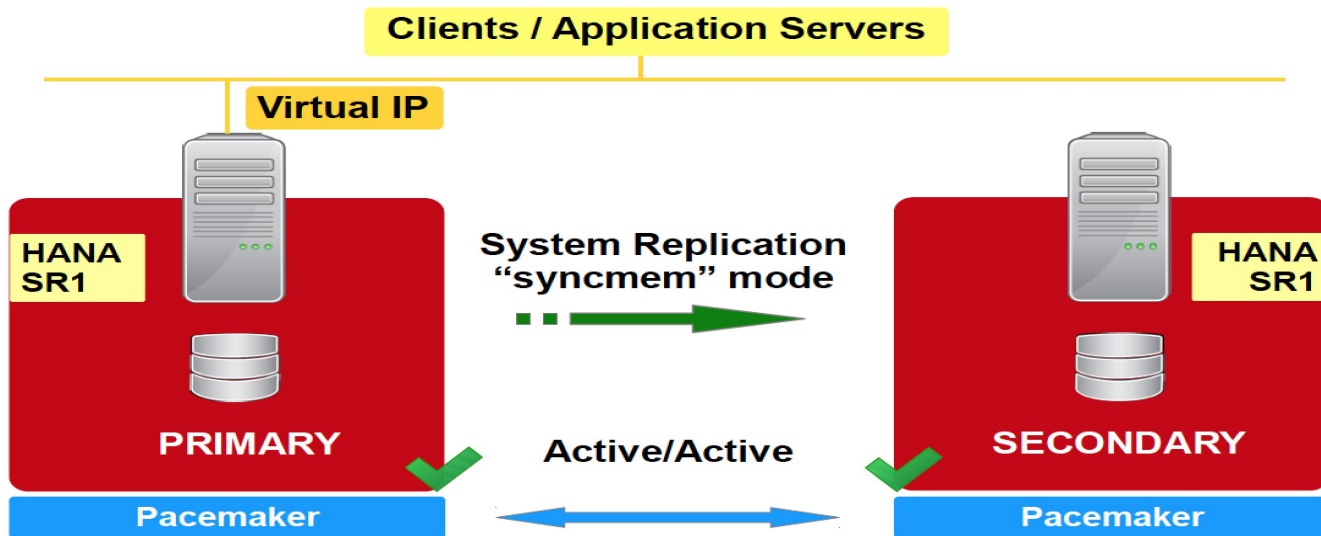 Clients / Application Servers
Virtual IP
HANA
SR1
PRIMARY
Pacemaker
System Replication
“syncmem” mode
Active/Active
HANA
SR1
SECONDARY
Pacemaker